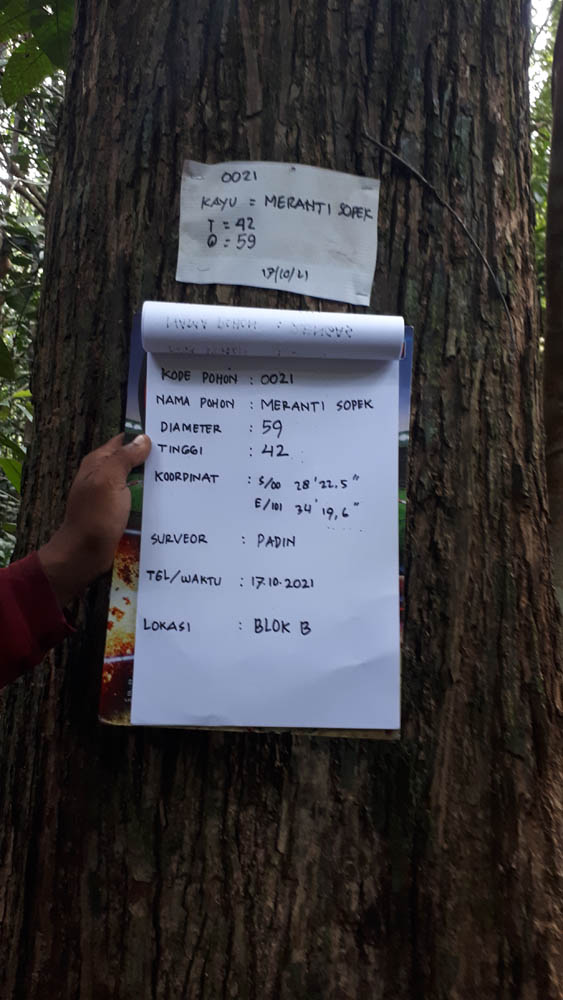 0021
KAYU = MERANTI SOPEK
T = 42
Q = 59
17/10/21
KODE POHON : 0021
NAMA POHON : MERANTI SOPEK
DIAMETER : 59
TINGGI : 42
KOORDINAT : S/00 28'22.5"
E/101 34'19,6"
SURVEOR : PADIN
TGL/WAKTU : 17.10.2021
LOKASI : BLOK B